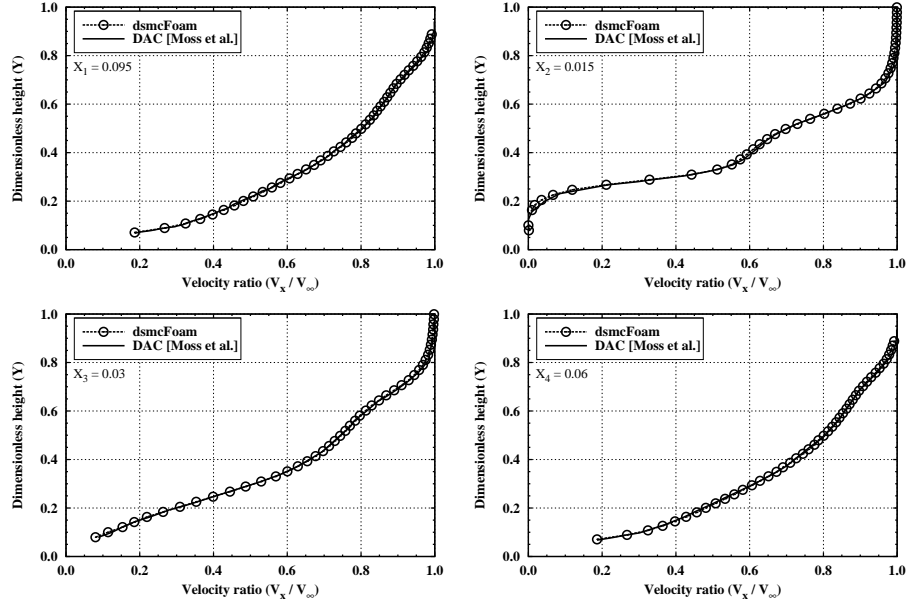 1.0
0.8
0.6
0.4
0.2
0.0
Dimensionless height (Y)
dsmcFoam
DAC [Moss et al.]
X₁ = 0.095
0.0 0.2 0.4 0.6 0.8 1.0
Velocity ratio (Vₓ / V∞)
1.0
0.8
0.6
0.4
0.2
0.0
Dimensionless height (Y)
dsmcFoam
DAC [Moss et al.]
X₂ = 0.015
0.0 0.2 0.4 0.6 0.8 1.0
Velocity ratio (Vₓ / V∞)
1.0
0.8
0.6
0.4
0.2
0.0
Dimensionless height (Y)
dsmcFoam
DAC [Moss et al.]
X₃ = 0.03
0.0 0.2 0.4 0.6 0.8 1.0
Velocity ratio (Vₓ / V∞)
1.0
0.8
0.6
0.4
0.2
0.0
Dimensionless height (Y)
dsmcFoam
DAC [Moss et al.]
X₄ = 0.06
0.0 0.2 0.4 0.6 0.8 1.0
Velocity ratio (Vₓ / V∞)